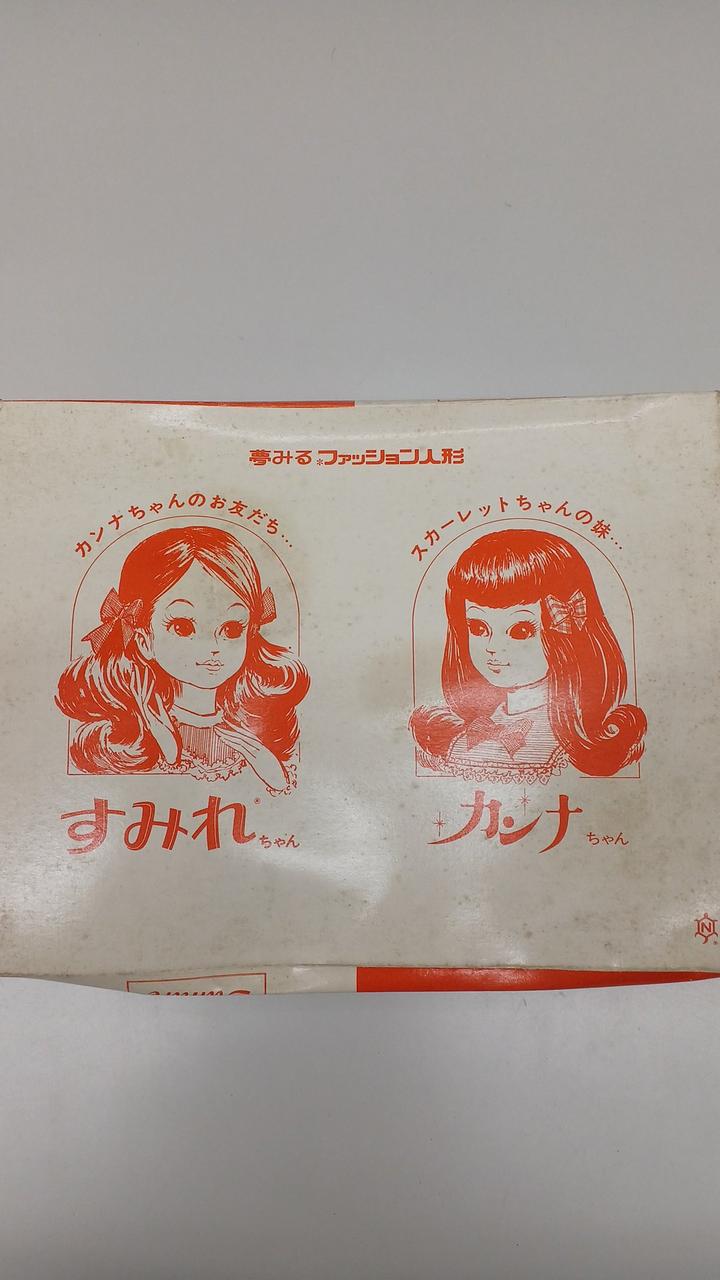 夢みる*ファッション人形
カンナちゃんのお友だち…
スカーレットちゃんの妹…
すみれ®ちゃん
カンナちゃん
N